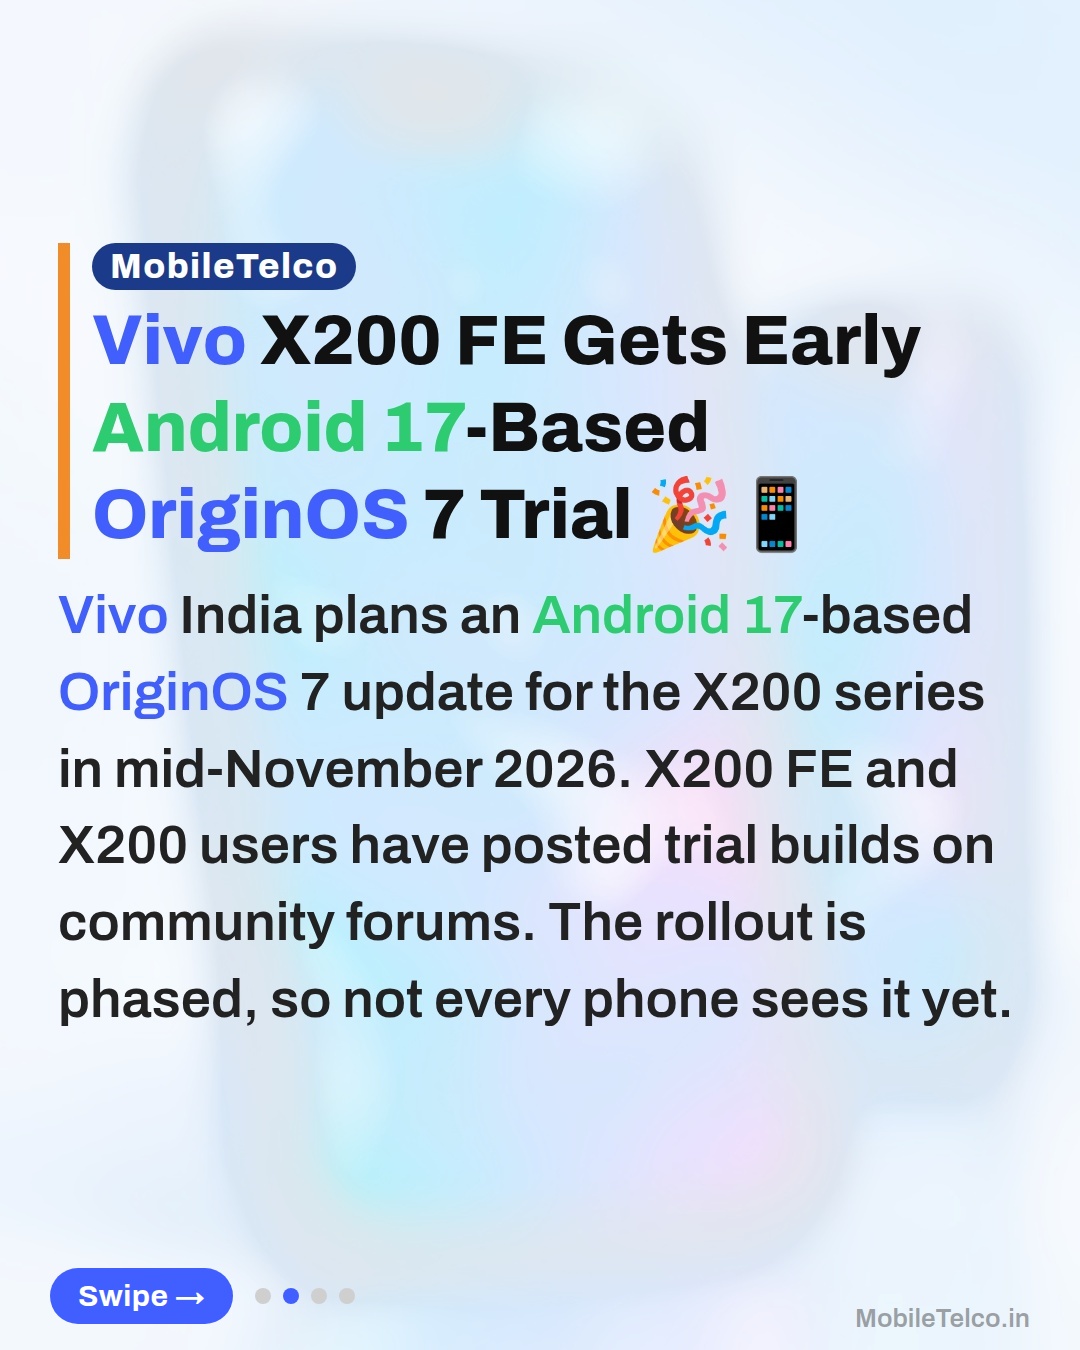 MobileTelco
Vivo X200 FE Gets Early
Android 17-Based
OriginOS 7 Trial 🎉 📱
Vivo India plans an Android 17-based
OriginOS 7 update for the X200 series
in mid-November 2026. X200 FE and
X200 users have posted trial builds on
community forums. The rollout is
phased, so not every phone sees it yet.
Swipe →
MobileTelco.in